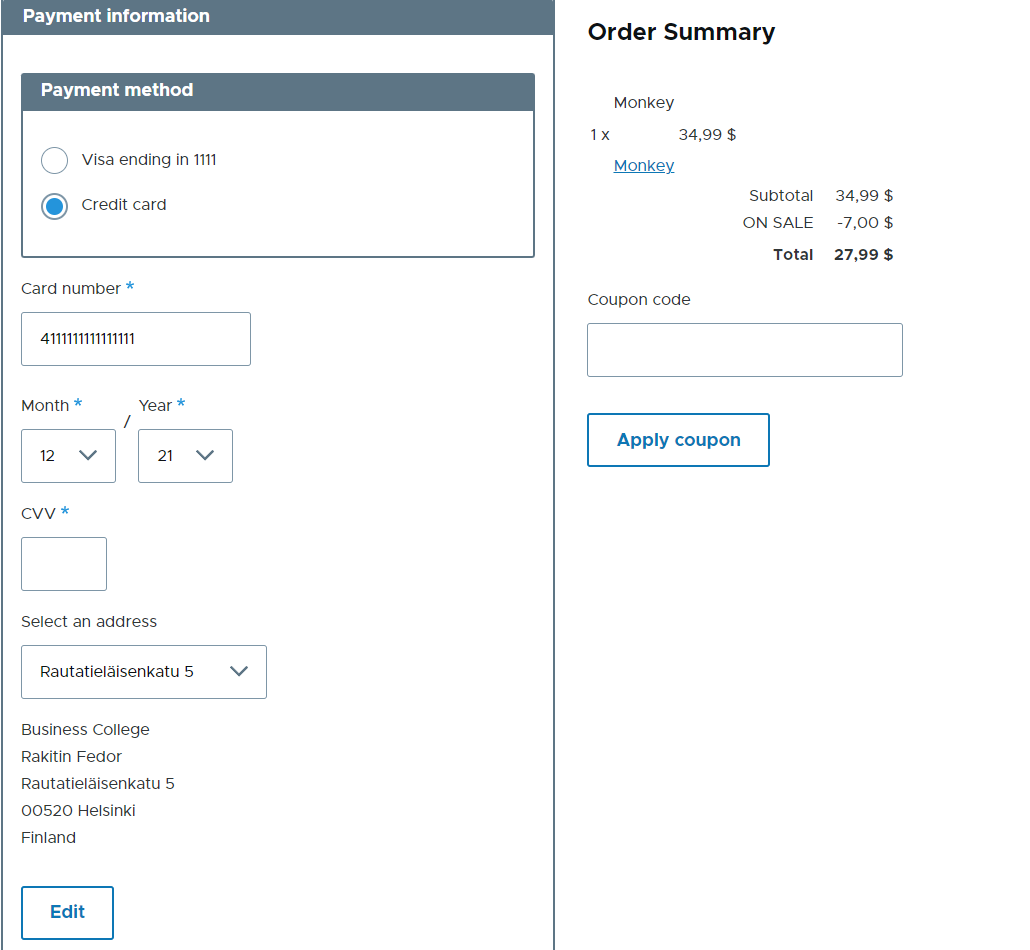 Payment information
Payment method
Visa ending in 1111
Credit card
Card number *
4111111111111111
Month *
/
Year *
12
21
CVV *
Select an address
Rautatieläisenkatu 5
Business College
Rakitin Fedor
Rautatieläisenkatu 5
00520 Helsinki
Finland
Edit
Order Summary
Monkey
1 x 34,99 $
Monkey
Subtotal 34,99 $
ON SALE -7,00 $
Total 27,99 $
Coupon code
Apply coupon